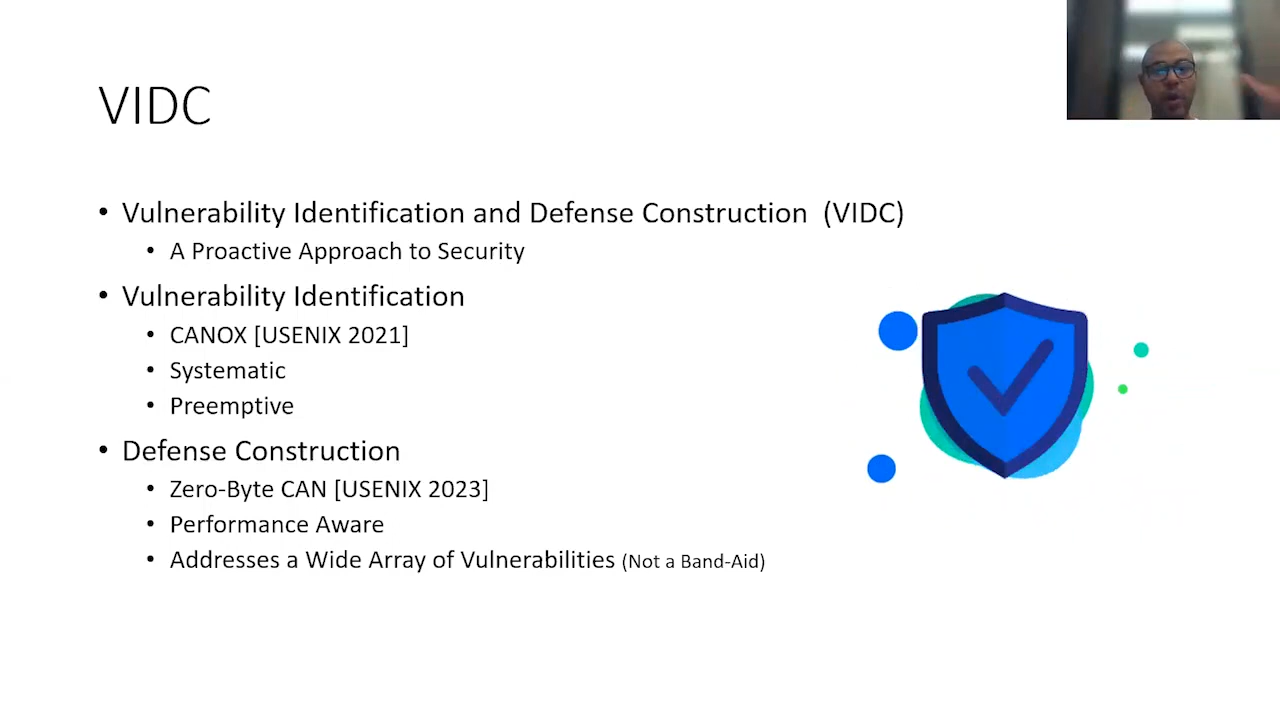 VIDC
• Vulnerability Identification and Defense Construction (VIDC)
• A Proactive Approach to Security
• Vulnerability Identification
• CANOX [USENIX 2021]
• Systematic
• Preemptive
• Defense Construction
• Zero-Byte CAN [USENIX 2023]
• Performance Aware
• Addresses a Wide Array of Vulnerabilities (Not a Band-Aid)